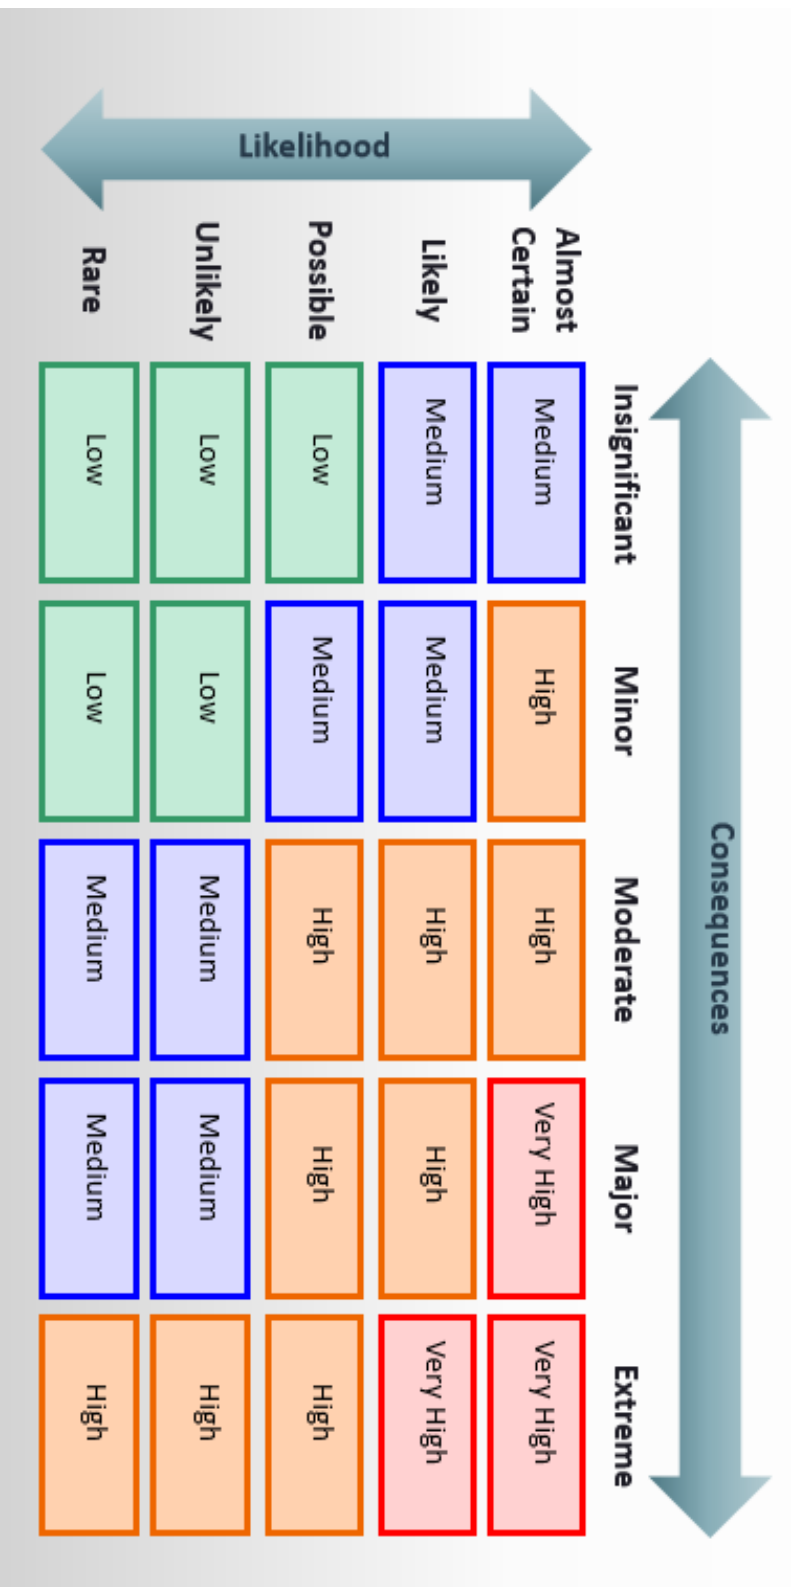 Consequences
Insignificant
Minor
Moderate
Major
Extreme
Likelihood
Almost
Certain
Medium
High
High
Very High
Very High
Likely
Medium
Medium
High
High
Very High
Possible
Low
Medium
High
High
High
Unlikely
Low
Low
Medium
Medium
High
Rare
Low
Low
Medium
Medium
High